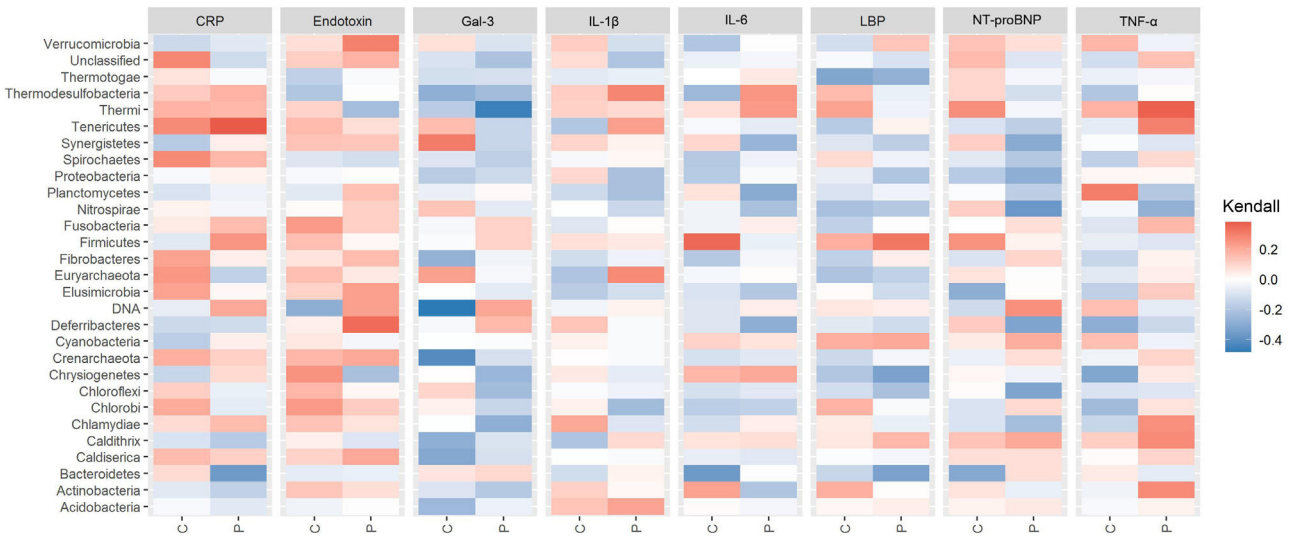 CRP Endotoxin Gal-3 IL-1β IL-6 LBP NT-proBNP TNF-α
Verrucomicrobia
Unclassified
Thermotogae
Thermodesulfobacteria
Thermi
Tenericutes
Synergistetes
Spirochaetes
Proteobacteria
Planctomycetes
Nitrospirae
Fusobacteria
Firmicutes
Fibrobacteres
Euryarchaeota
Elusimicrobia
DNA
Deferribacteres
Cyanobacteria
Crenarchaeota
Chrysiogenetes
Chloroflexi
Chlorobi
Chlamydiae
Caldithrix
Caldiserica
Bacteroidetes
Actinobacteria
Acidobacteria
C P C P C P C P C P C P C P C P
Kendall
0.2
0.0
-0.2
-0.4